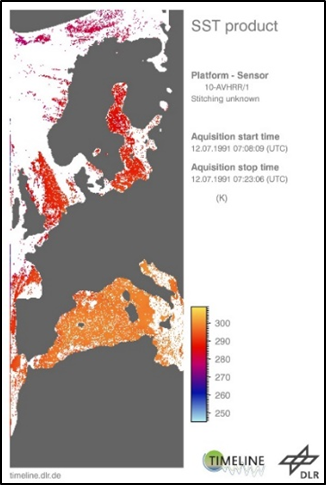 SST product
Platform - Sensor
10-AVHRR/1
Stitching unknown
Aquisition start time
12.07.1991 07:08:09 (UTC)
Aquisition stop time
12.07.1991 07:23:06 (UTC)
(K)
300
290
280
270
260
250
TIMELINE
DLR
timeline.dlr.de